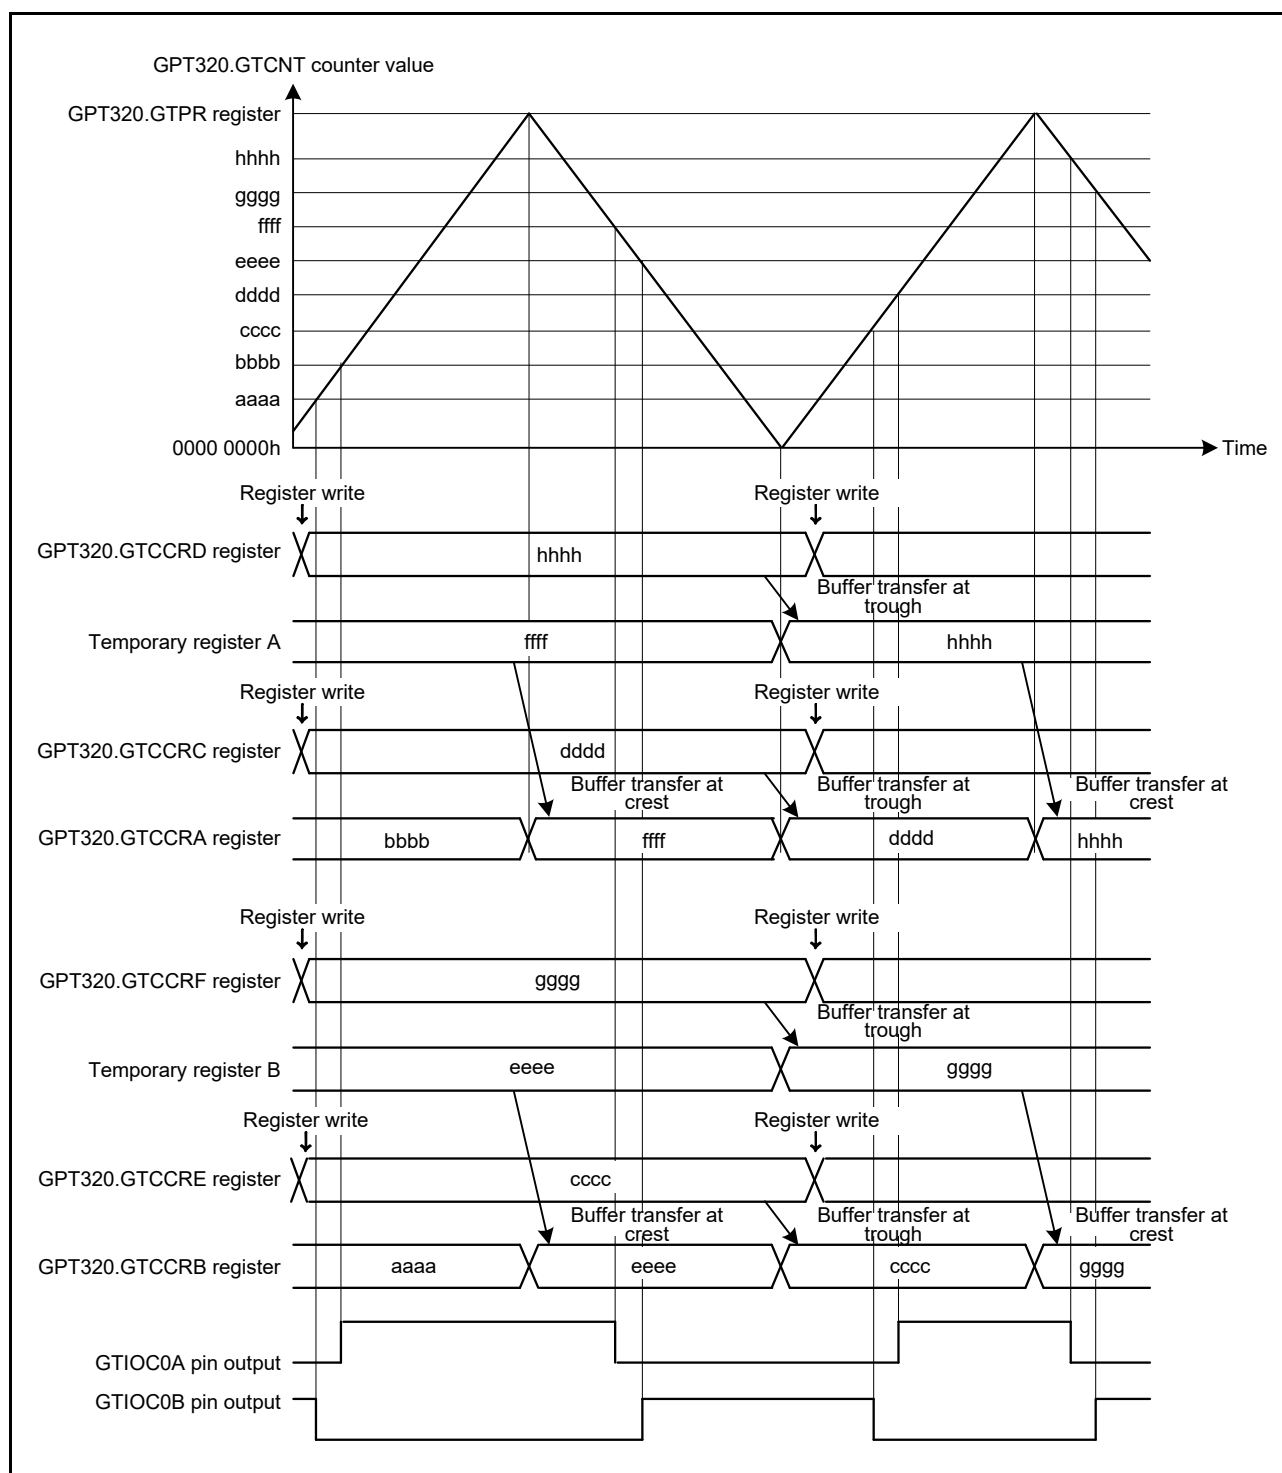 GPT320.GTCNT counter value
GPT320.GTPR register
hhhh
gggg
ffff
eeee
dddd
cccc
bbbb
aaaa
0000 0000h
Time
Register write
Register write
GPT320.GTCCRD register
hhhh
Buffer transfer at
trough
Temporary register A
ffff
hhhh
Register write
Register write
GPT320.GTCCRC register
dddd
Buffer transfer at
crest
Buffer transfer at
trough
Buffer transfer at
crest
GPT320.GTCCRA register
bbbb
ffff
dddd
hhhh
Register write
Register write
GPT320.GTCCRF register
gggg
Buffer transfer at
trough
Temporary register B
eeee
gggg
Register write
Register write
GPT320.GTCCRE register
cccc
Buffer transfer at
crest
Buffer transfer at
trough
Buffer transfer at
crest
GPT320.GTCCRB register
aaaa
eeee
cccc
gggg
GTIOC0A pin output
GTIOC0B pin output